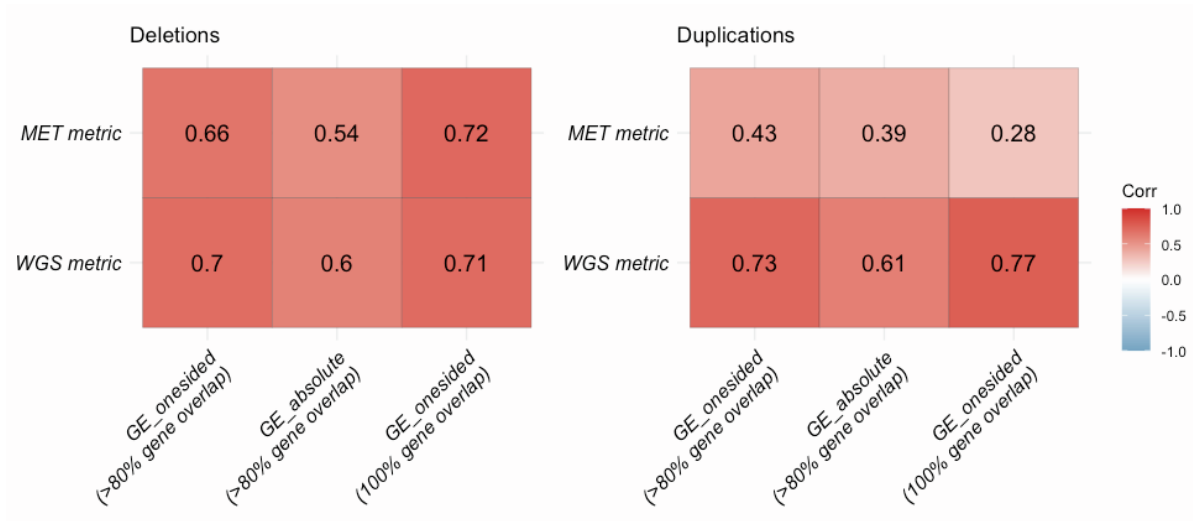 Deletions
MET metric
0.66
0.54
0.72
WGS metric
0.7
0.6
0.71
GE_onesided
(>80% gene overlap)
GE_absolute
(>80% gene overlap)
GE_onesided
(100% gene overlap)
Duplications
MET metric
0.43
0.39
0.28
WGS metric
0.73
0.61
0.77
GE_onesided
(>80% gene overlap)
GE_absolute
(>80% gene overlap)
GE_onesided
(100% gene overlap)
Corr
1.0
0.5
0.0
-0.5
-1.0